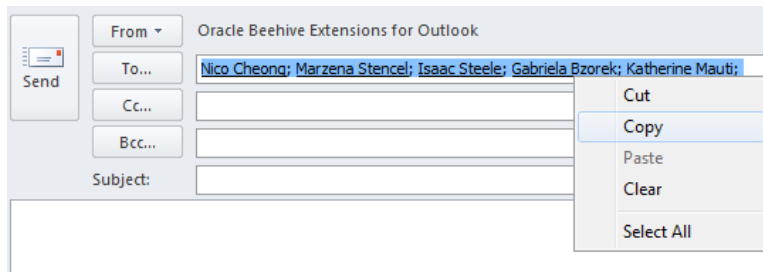 From Oracle Beehive Extensions for Outlook
Send
To... Nico Cheong; Marzena Stencel; Isaac Steele; Gabriela Bzorek; Katherine Mauti;
Cc...
Bcc...
Subject:
Cut
Copy
Paste
Clear
Select All